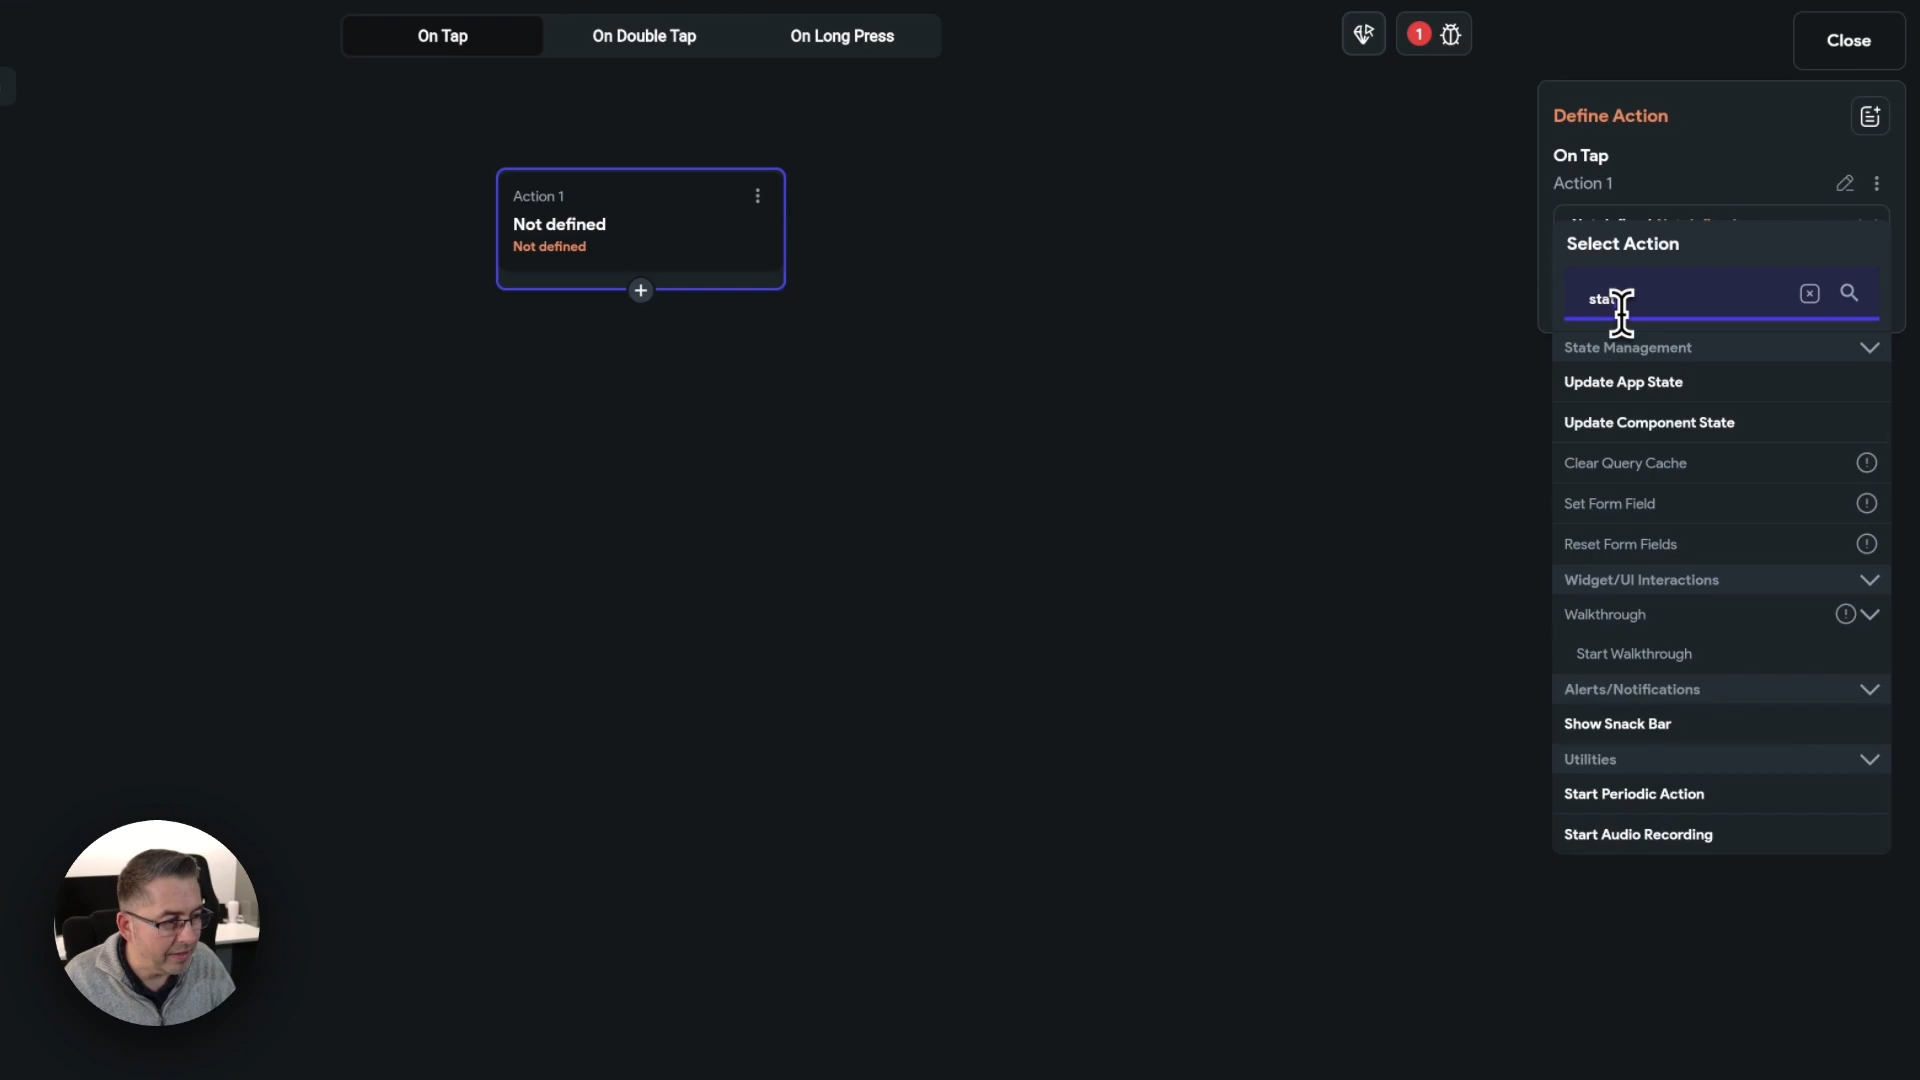 On Tap
On Double Tap
On Long Press
1
Close
Define Action
On Tap
Action 1
Action 1
Not defined
Not defined
Select Action
State Management
Update App State
Update Component State
Clear Query Cache
Set Form Field
Reset Form Fields
Widget/UI Interactions
Walkthrough
Start Walkthrough
Alerts/Notifications
Show Snack Bar
Utilities
Start Periodic Action
Start Audio Recording